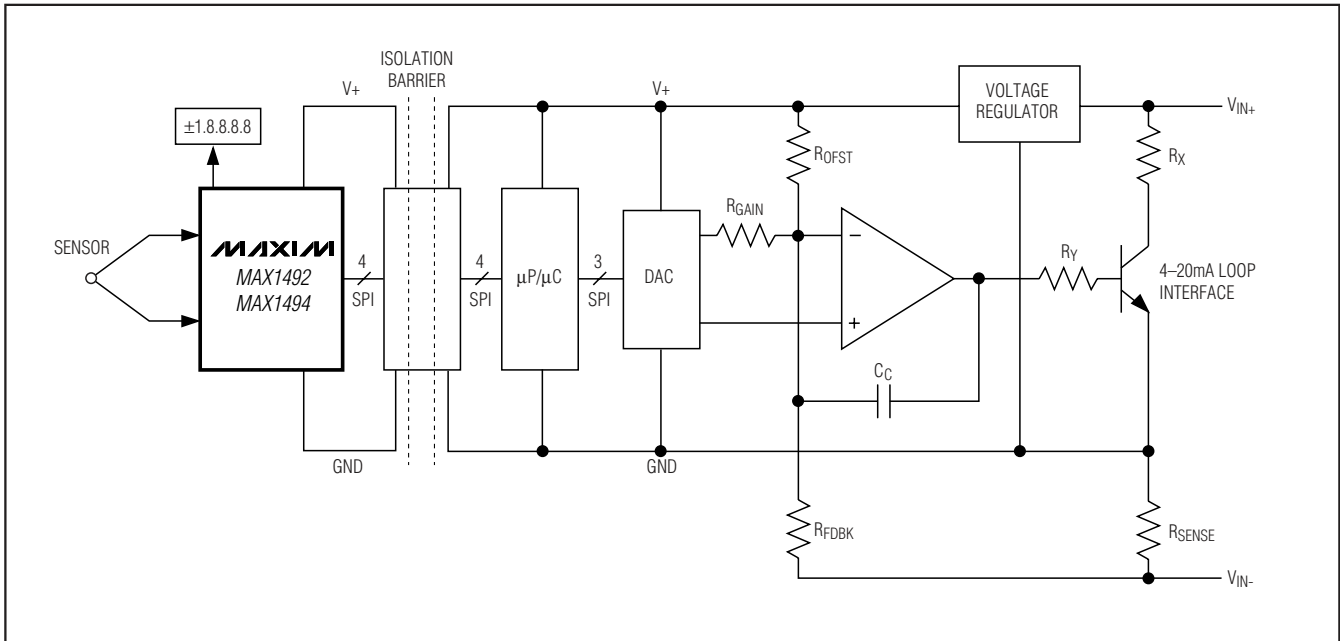 ISOLATION
BARRIER
V+
V+
VOLTAGE
REGULATOR
VIN+
±1.8.8.8.8
ROFST
RX
RGAIN
SENSOR
MAXIM
MAX1492
MAX1494
4
SPI
4
SPI
µP/µC
3
SPI
DAC
−
+
RY
4–20mA LOOP
INTERFACE
CC
GND
GND
RFDBK
RSENSE
VIN-